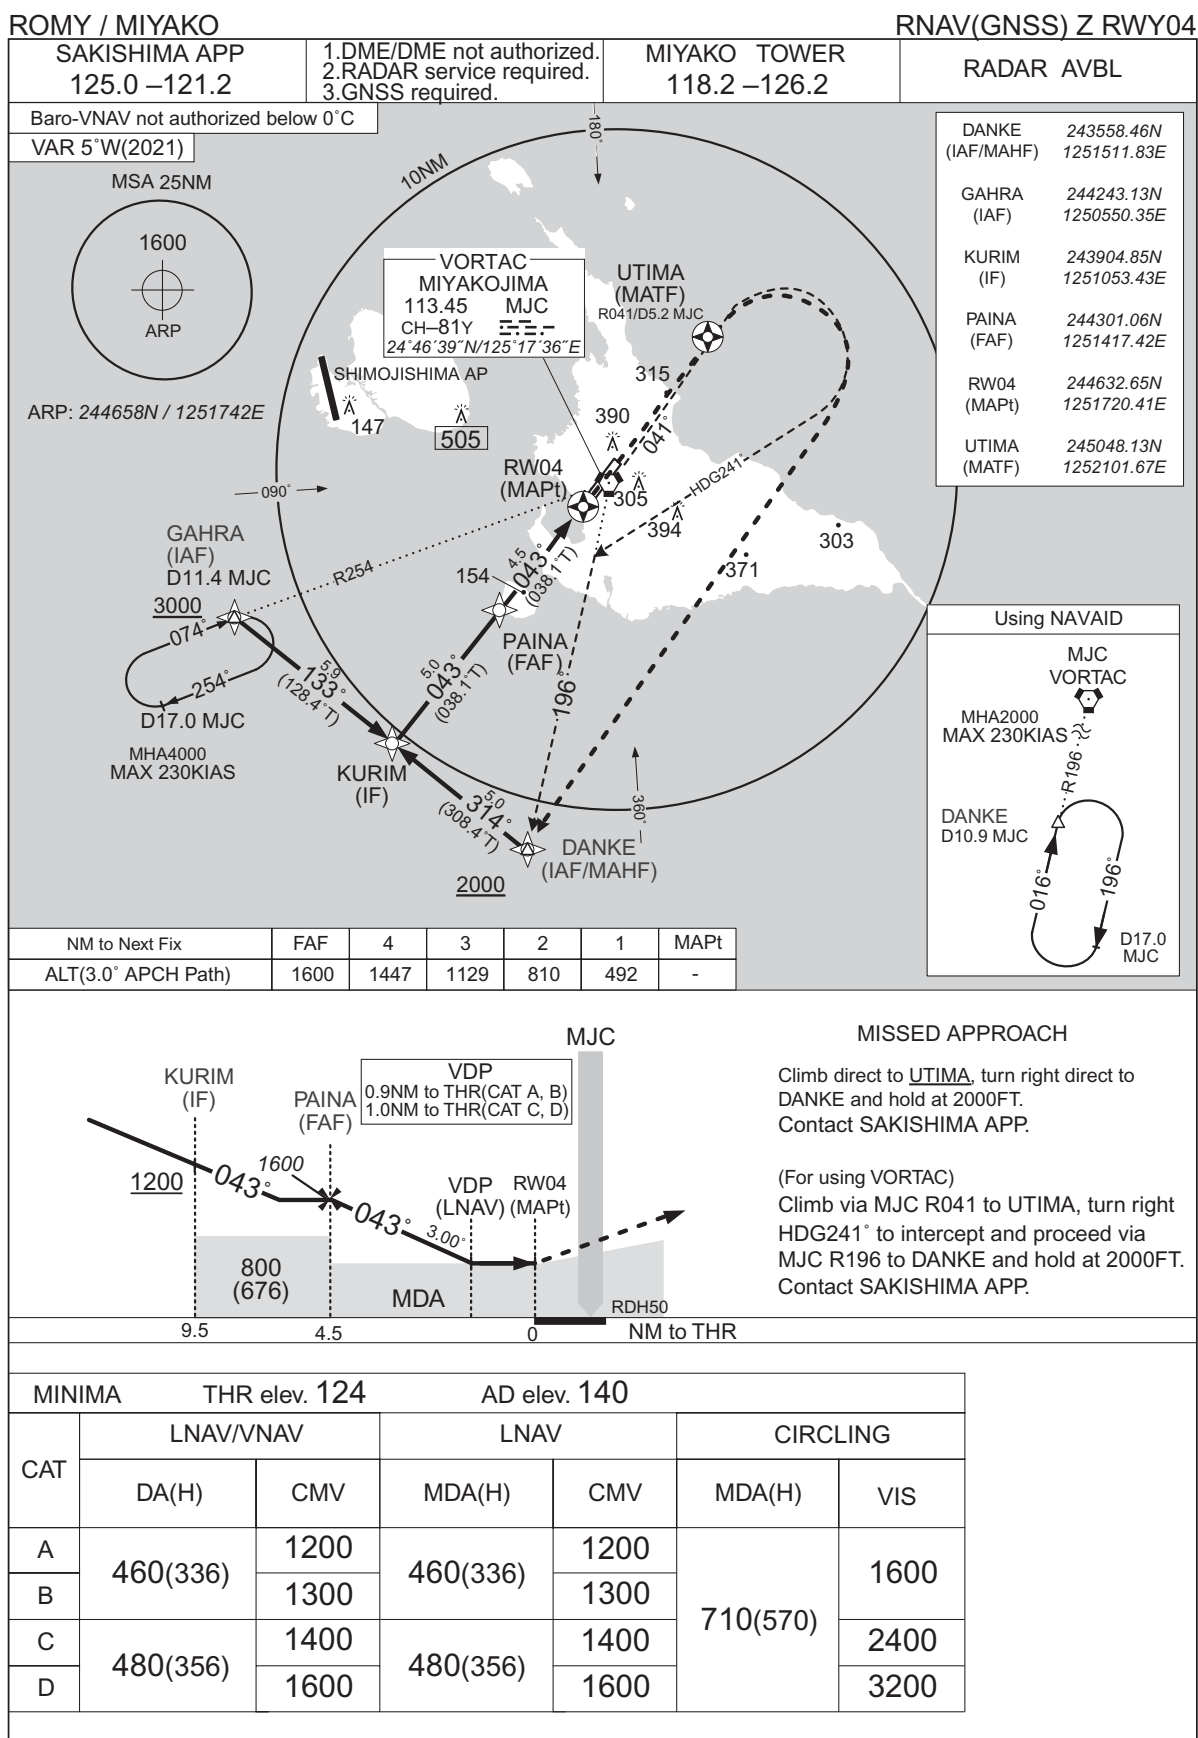 ROMY / MIYAKO
RNAV(GNSS) Z RWY04
SAKISHIMA APP
125.0 –121.2
1.DME/DME not authorized.
2.RADAR service required.
3.GNSS required.
MIYAKO TOWER
118.2 –126.2
RADAR AVBL
Baro-VNAV not authorized below 0˚C
VAR 5˚W(2021)
MSA 25NM
1600
ARP
ARP: 244658N / 1251742E
10NM
180˚
090˚
360˚
DANKE 243558.46N
(IAF/MAHF) 1251511.83E
GAHRA 244243.13N
(IAF) 1250550.35E
KURIM 243904.85N
(IF) 1251053.43E
PAINA 244301.06N
(FAF) 1251417.42E
RW04 244632.65N
(MAPt) 1251720.41E
UTIMA 245048.13N
(MATF) 1252101.67E
VORTAC
MIYAKOJIMA
113.45 MJC
CH–81Y
24˚46´39˝N/125˚17´36˝E
UTIMA
(MATF)
R041/D5.2 MJC
SHIMOJISHIMA AP
147
505
315
390
041˚
RW04
(MAPt)
305
HDG241˚
394
303
371
GAHRA
(IAF)
D11.4 MJC
3000
R254
154
4.5
043˚
(038.1˚T)
074˚
254˚
D17.0 MJC
MHA4000
MAX 230KIAS
5.9
133˚
(128.4˚T)
5.0
043˚
(038.1˚T)
PAINA
(FAF)
196˚
KURIM
(IF)
5.0
314˚
(308.4˚T)
DANKE
(IAF/MAHF)
2000
Using NAVAID
MJC
VORTAC
MHA2000
MAX 230KIAS
R196
DANKE
D10.9 MJC
016˚
196˚
D17.0
MJC
NM to Next Fix FAF 4 3 2 1 MAPt
ALT(3.0˚ APCH Path) 1600 1447 1129 810 492 -
MJC
KURIM
(IF)
PAINA
(FAF)
VDP
0.9NM to THR(CAT A, B)
1.0NM to THR(CAT C, D)
1200
043˚
1600
043˚
3.00˚
VDP
(LNAV)
RW04
(MAPt)
800
(676)
MDA
RDH50
9.5 4.5 0 NM to THR
MISSED APPROACH
Climb direct to UTIMA, turn right direct to
DANKE and hold at 2000FT.
Contact SAKISHIMA APP.
(For using VORTAC)
Climb via MJC R041 to UTIMA, turn right
HDG241˚ to intercept and proceed via
MJC R196 to DANKE and hold at 2000FT.
Contact SAKISHIMA APP.
MINIMA THR elev. 124 AD elev. 140
CAT LNAV/VNAV LNAV CIRCLING
DA(H) CMV MDA(H) CMV MDA(H) VIS
A 460(336) 1200 460(336) 1200 710(570) 1600
B 1300 1300
C 480(356) 1400 480(356) 1400 2400
D 1600 1600 3200